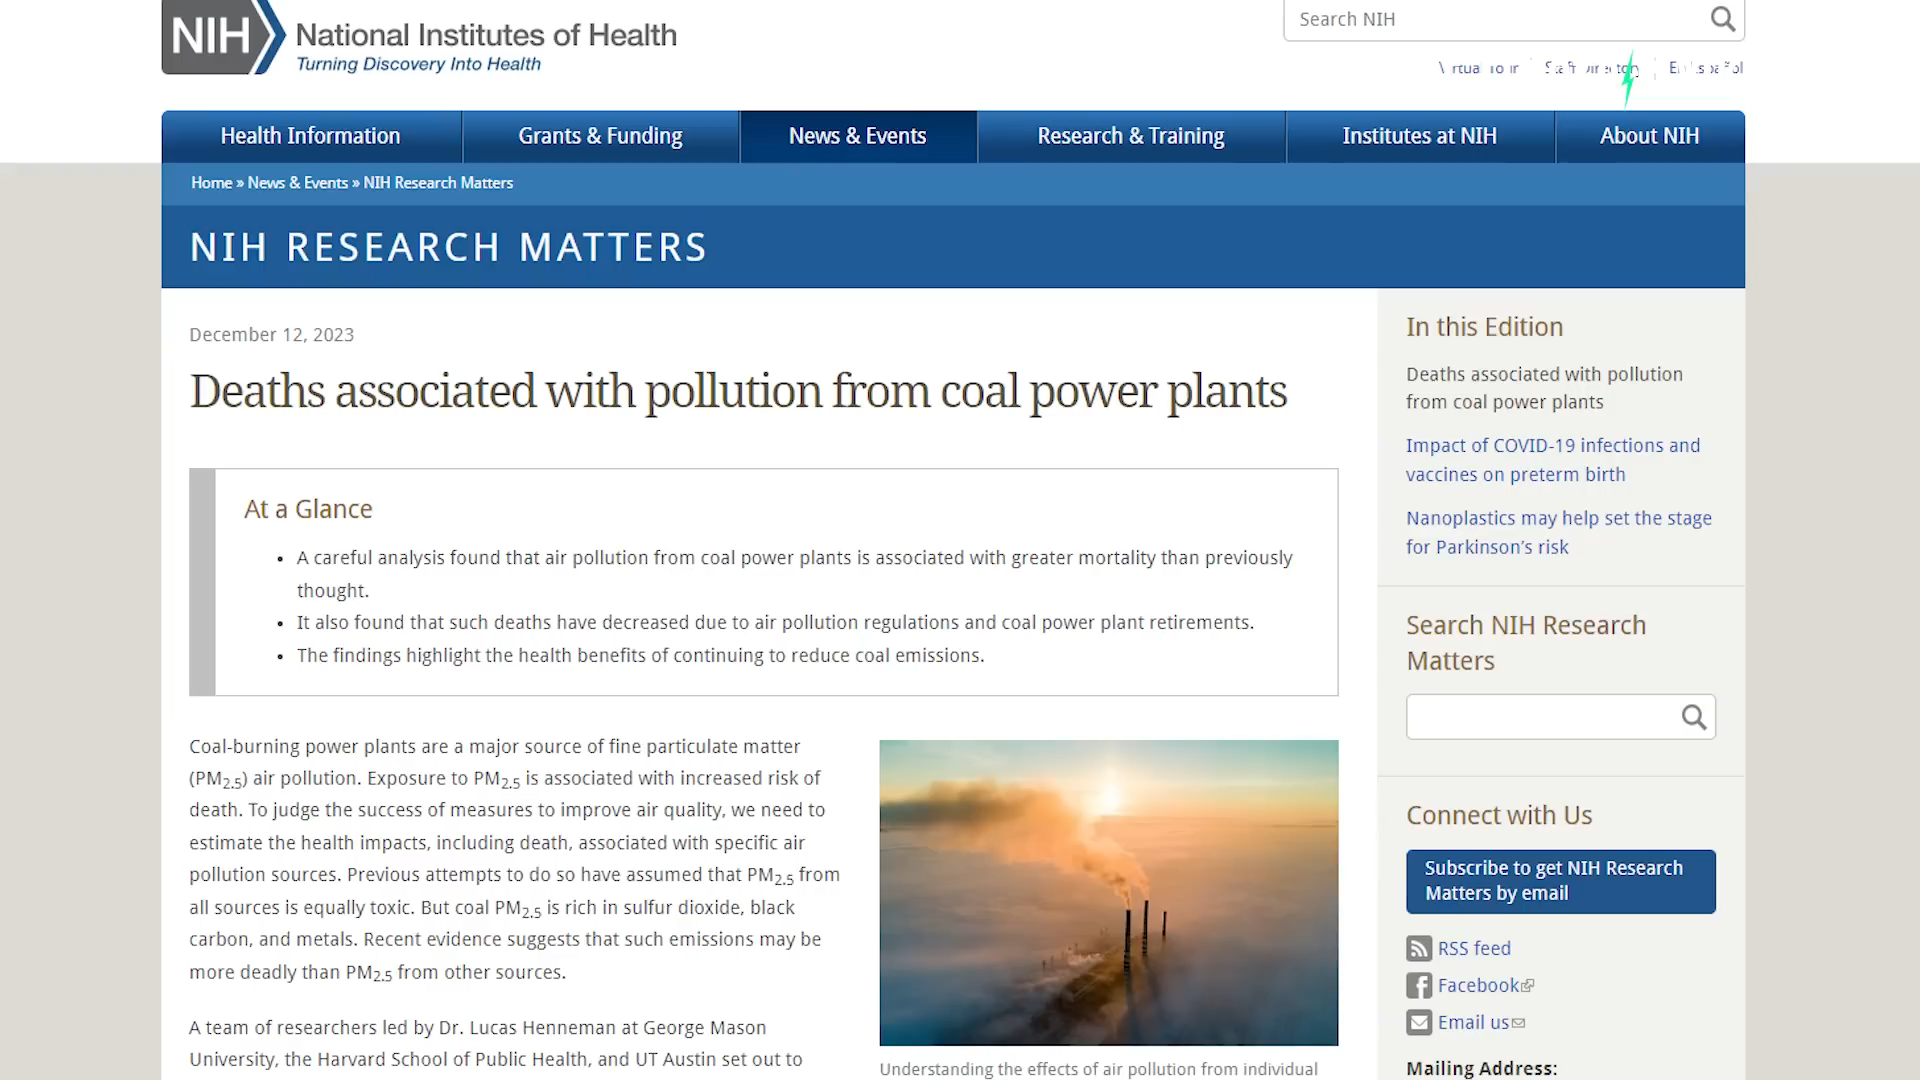 NIH National Institutes of Health
Turning Discovery Into Health
Search NIH
Staff Directory
Health Information
Grants & Funding
News & Events
Research & Training
Institutes at NIH
About NIH
Home » News & Events » NIH Research Matters
NIH RESEARCH MATTERS
December 12, 2023
Deaths associated with pollution from coal power plants
At a Glance
• A careful analysis found that air pollution from coal power plants is associated with greater mortality than previously
thought.
• It also found that such deaths have decreased due to air pollution regulations and coal power plant retirements.
• The findings highlight the health benefits of continuing to reduce coal emissions.
Coal-burning power plants are a major source of fine particulate matter
(PM2.5) air pollution. Exposure to PM2.5 is associated with increased risk of
death. To judge the success of measures to improve air quality, we need to
estimate the health impacts, including death, associated with specific air
pollution sources. Previous attempts to do so have assumed that PM2.5 from
all sources is equally toxic. But coal PM2.5 is rich in sulfur dioxide, black
carbon, and metals. Recent evidence suggests that such emissions may be
more deadly than PM2.5 from other sources.
A team of researchers led by Dr. Lucas Henneman at George Mason
University, the Harvard School of Public Health, and UT Austin set out to
Understanding the effects of air pollution from individual
In this Edition
Deaths associated with pollution
from coal power plants
Impact of COVID-19 infections and
vaccines on preterm birth
Nanoplastics may help set the stage
for Parkinson's risk
Search NIH Research
Matters
Connect with Us
Subscribe to get NIH Research
Matters by email
RSS feed
Facebook
Email us
Mailing Address: